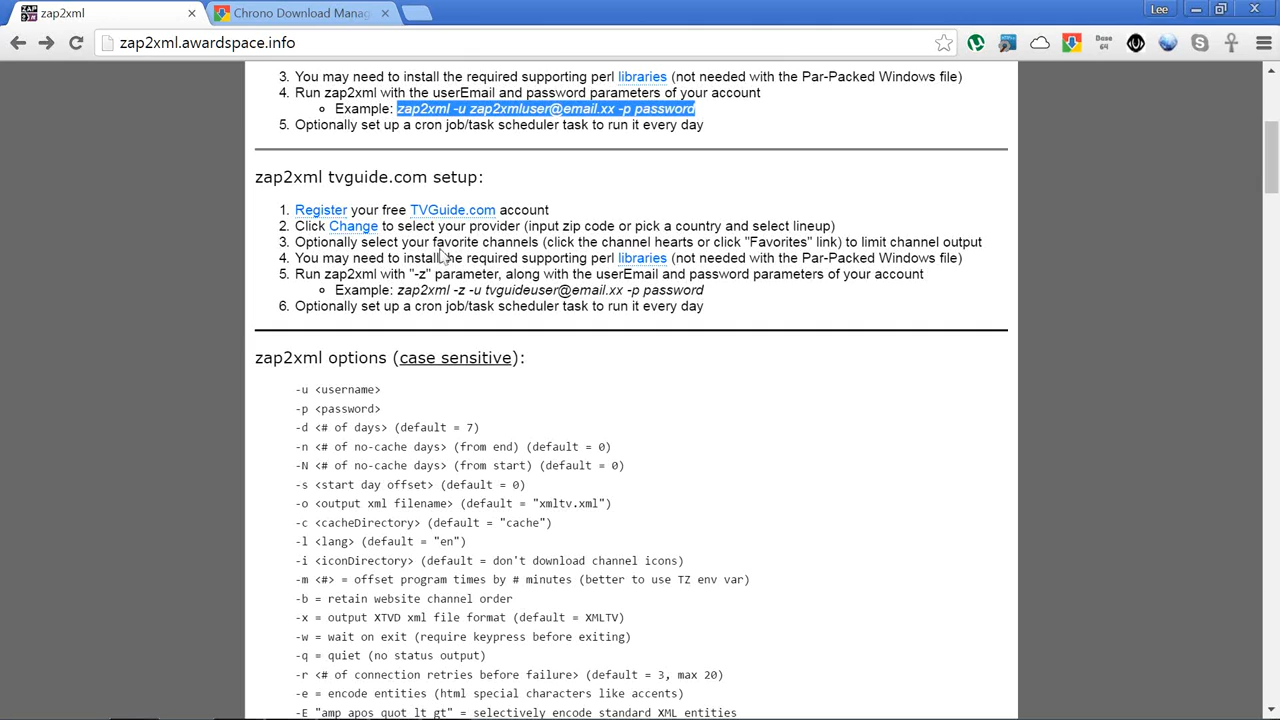 zap2xml
Chrono Download Manag
Lee
zap2xml.awardspace.info
Base 64
3. You may need to install the required supporting perl libraries (not needed with the Par-Packed Windows file)
4. Run zap2xml with the userEmail and password parameters of your account
Example: zap2xml -u zap2xmluser@email.xx -p password
5. Optionally set up a cron job/task scheduler task to run it every day
zap2xml tvguide.com setup:
1. Register your free TVGuide.com account
2. Click Change to select your provider (input zip code or pick a country and select lineup)
3. Optionally select your favorite channels (click the channel hearts or click "Favorites" link) to limit channel output
4. You may need to install the required supporting perl libraries (not needed with the Par-Packed Windows file)
5. Run zap2xml with "-z" parameter, along with the userEmail and password parameters of your account
Example: zap2xml -z -u tvguideuser@email.xx -p password
6. Optionally set up a cron job/task scheduler task to run it every day
zap2xml options (case sensitive):
-u <username>
-p <password>
-d <# of days> (default = 7)
-n <# of no-cache days> (from end) (default = 0)
-N <# of no-cache days> (from start) (default = 0)
-s <start day offset> (default = 0)
-o <output xml filename> (default = "xmltv.xml")
-c <cacheDirectory> (default = "cache")
-l <lang> (default = "en")
-i <iconDirectory> (default = don't download channel icons)
-m <#> = offset program times by # minutes (better to use TZ env var)
-b = retain website channel order
-x = output XTVD xml file format (default = XMLTV)
-w = wait on exit (require keypress before exiting)
-q = quiet (no status output)
-r <# of connection retries before failure> (default = 3, max 20)
-e = encode entities (html special characters like accents)
-E "amp apos quot lt gt" = selectively encode standard XML entities